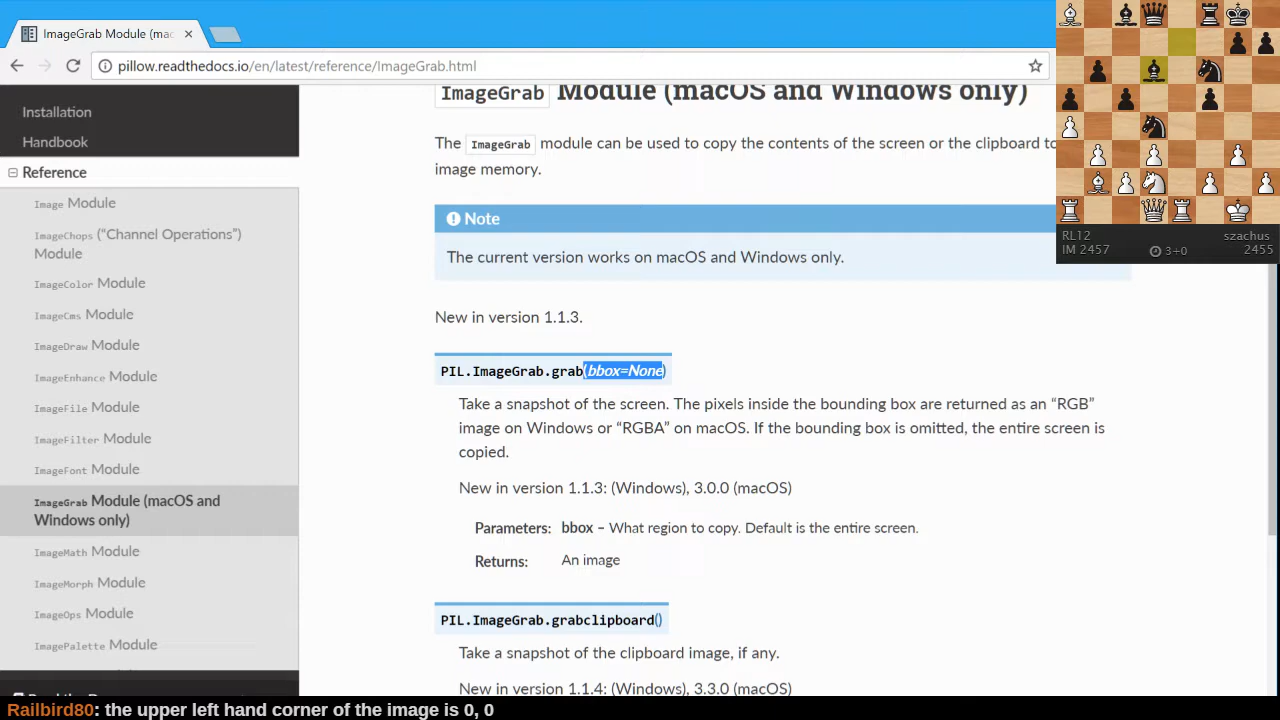 ImageGrab Module (mac
pillow.readthedocs.io/en/latest/reference/ImageGrab.html
Installation
Handbook
Reference
Image Module
ImageChops (“Channel Operations”)
Module
ImageColor Module
ImageCms Module
ImageDraw Module
ImageEnhance Module
ImageFile Module
ImageFilter Module
ImageFont Module
ImageGrab Module (macOS and
Windows only)
ImageMath Module
ImageMorph Module
ImageOps Module
ImagePalette Module
ImageGrab Module (macOS and Windows only)
The ImageGrab module can be used to copy the contents of the screen or the clipboard to
image memory.
Note
The current version works on macOS and Windows only.
New in version 1.1.3.
PIL.ImageGrab.grab(bbox=None)
Take a snapshot of the screen. The pixels inside the bounding box are returned as an “RGB”
image on Windows or “RGBA” on macOS. If the bounding box is omitted, the entire screen is
copied.
New in version 1.1.3: (Windows), 3.0.0 (macOS)
Parameters: bbox – What region to copy. Default is the entire screen.
Returns: An image
PIL.ImageGrab.grabclipboard()
Take a snapshot of the clipboard image, if any.
New in version 1.1.4: (Windows), 3.3.0 (macOS)
RL12 szachus
IM 2457 3+0 2455
Railbird80: the upper left hand corner of the image is 0, 0